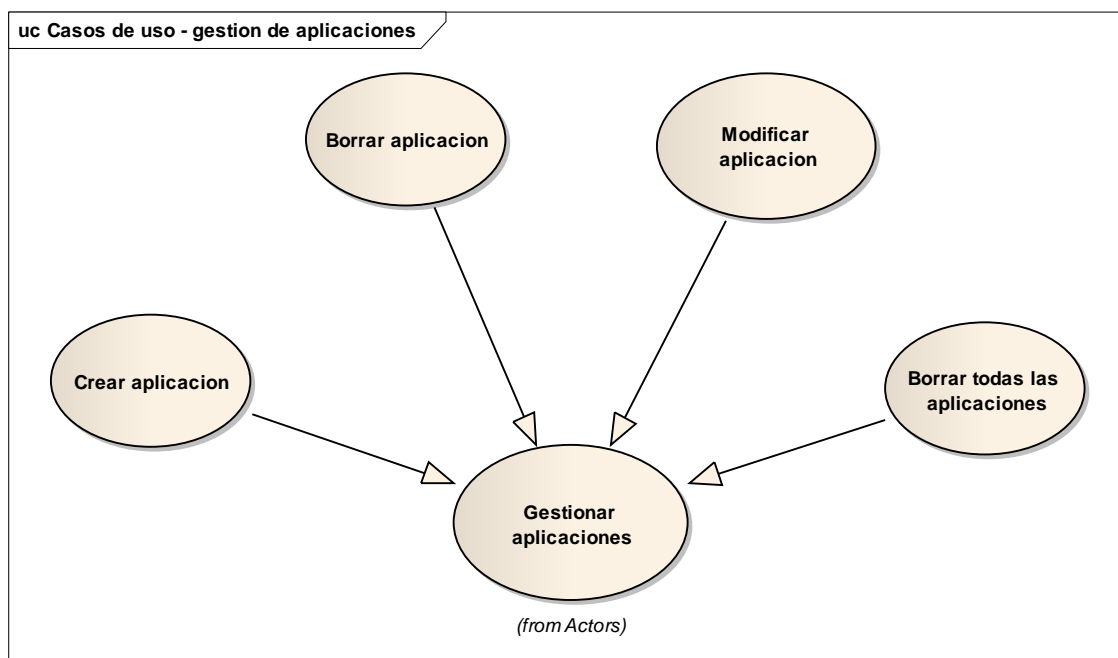 uc Casos de uso - gestion de aplicaciones
Borrar aplicacion
Modificar
aplicacion
Crear aplicacion
Borrar todas las
aplicaciones
Gestionar
aplicaciones
(from Actors)